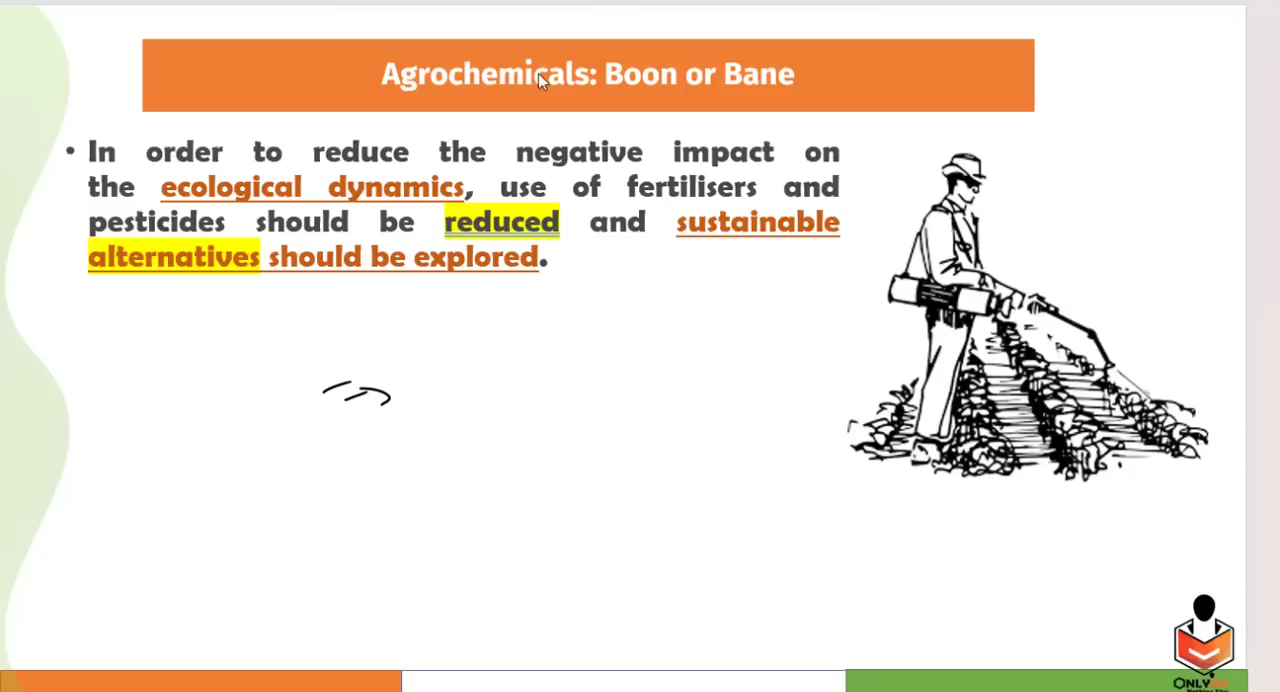 Agrochemicals: Boon or Bane
• In order to reduce the negative impact on
the ecological dynamics, use of fertilisers and
pesticides should be reduced and sustainable
alternatives should be explored.